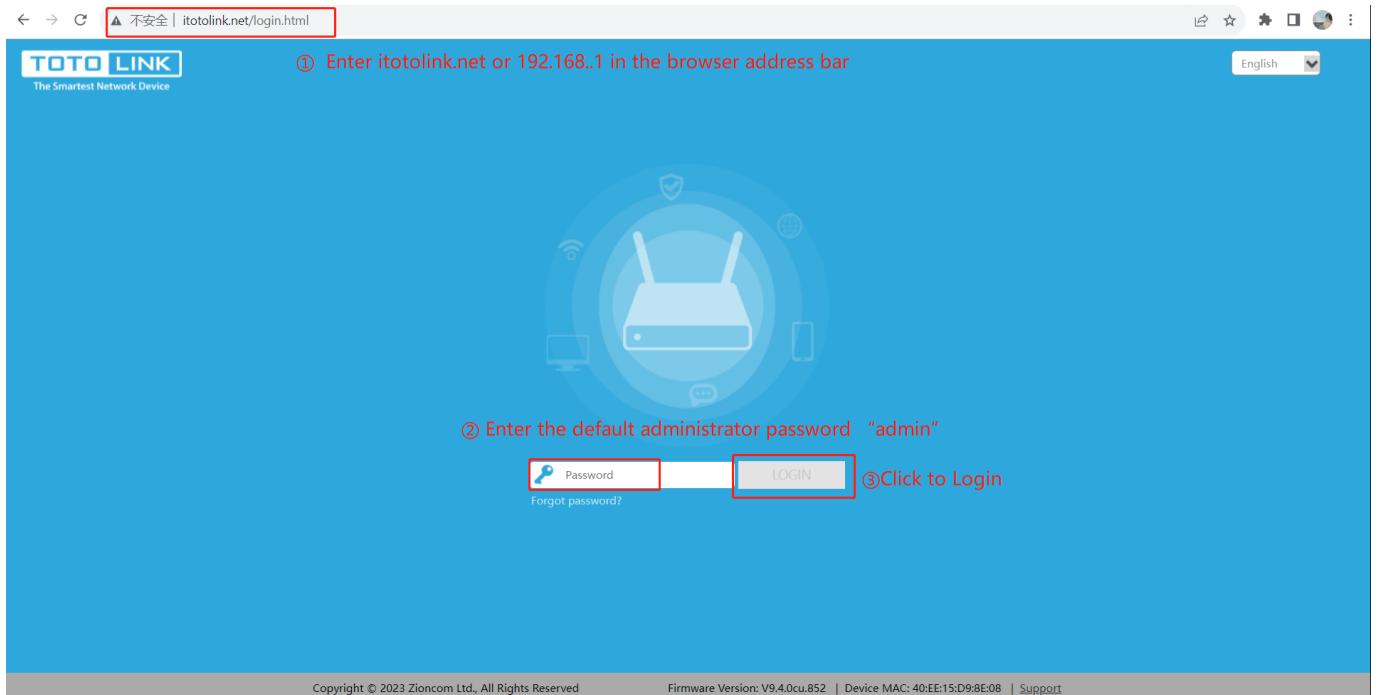 不安全 | itotolink.net/login.html
TOTO LINK
The Smartest Network Device
① Enter itotolink.net or 192.168..1 in the browser address bar
English
② Enter the default administrator password “admin”
Password
LOGIN
③Click to Login
Forgot password?
Copyright © 2023 Zioncom Ltd., All Rights Reserved Firmware Version: V9.4.0cu.852 | Device MAC: 40:EE:15:D9:8E:08 | Support